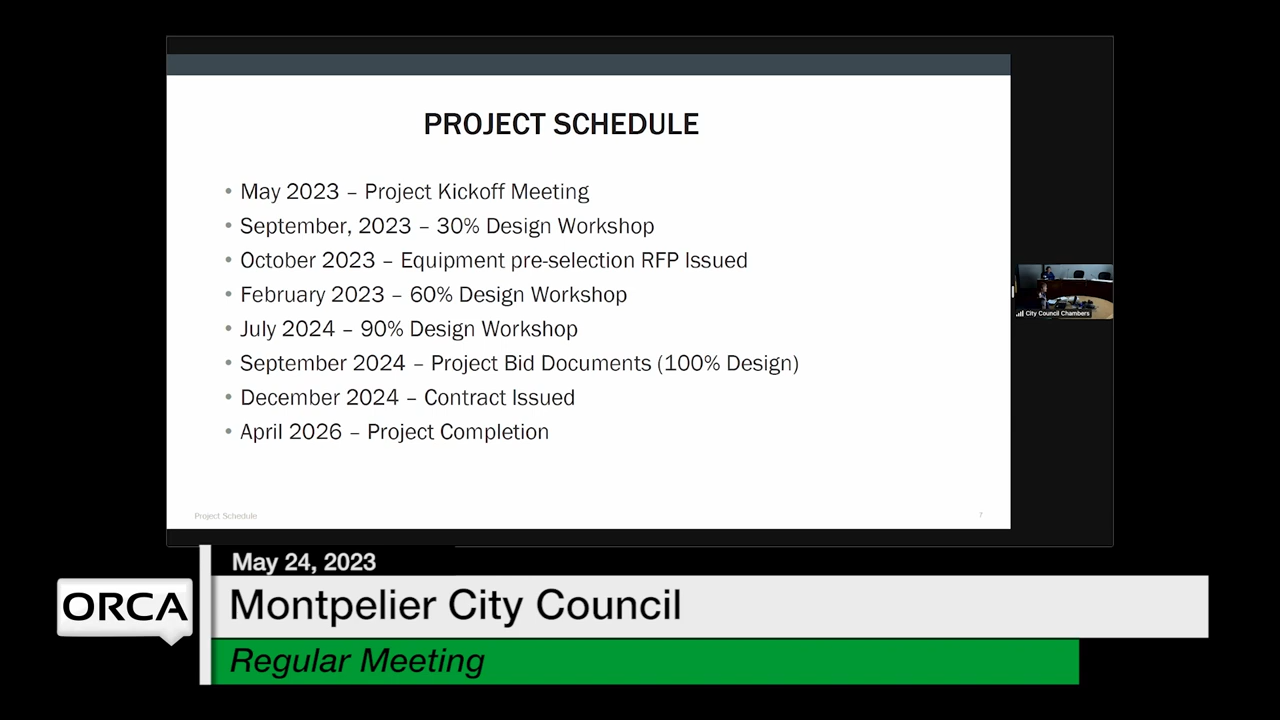 PROJECT SCHEDULE
• May 2023 – Project Kickoff Meeting
• September, 2023 – 30% Design Workshop
• October 2023 – Equipment pre-selection RFP Issued
• February 2023 – 60% Design Workshop
• July 2024 – 90% Design Workshop
• September 2024 – Project Bid Documents (100% Design)
• December 2024 – Contract Issued
• April 2026 – Project Completion
Project Schedule
7
City Council Chambers
May 24, 2023
ORCA
Montpelier City Council
Regular Meeting